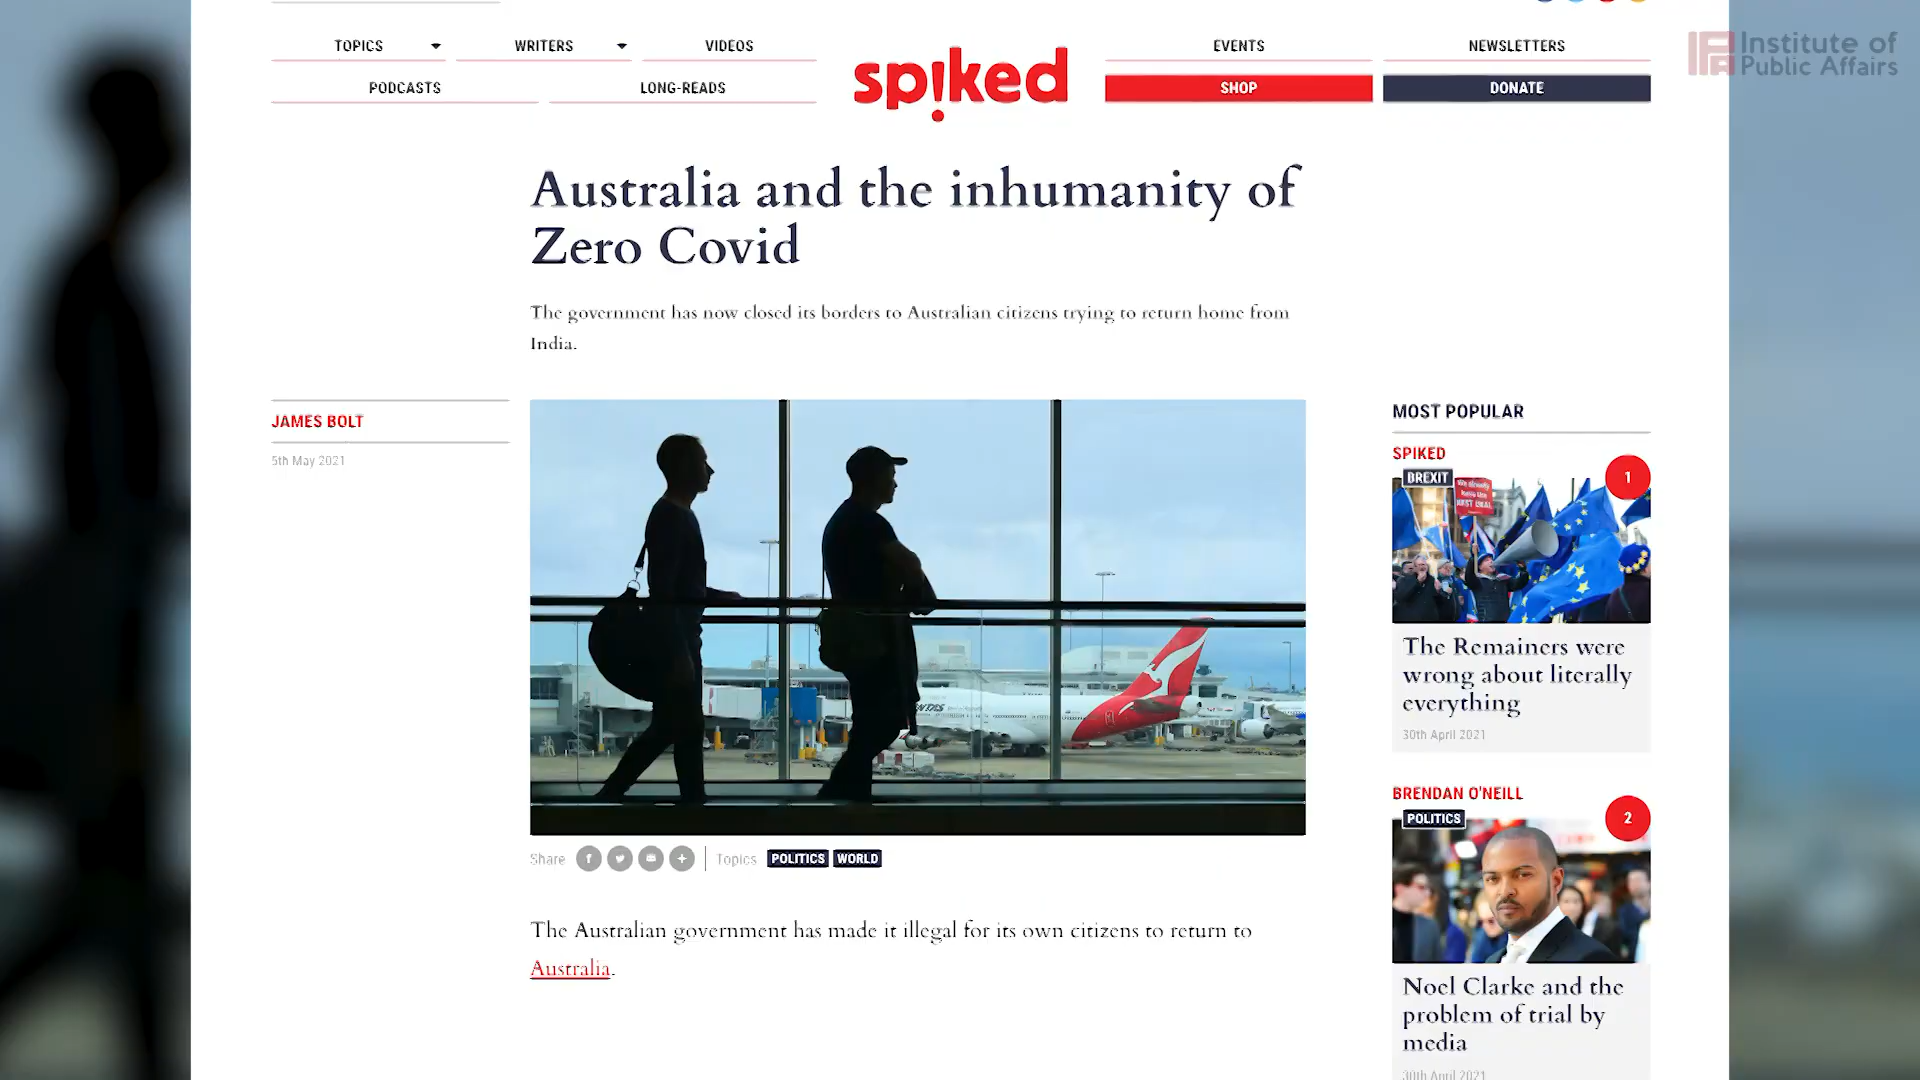 TOPICS
WRITERS
VIDEOS
PODCASTS
LONG-READS
spiked
EVENTS
NEWSLETTERS
SHOP
DONATE
Institute of
Public Affairs
Australia and the inhumanity of
Zero Covid
The government has now closed its borders to Australian citizens trying to return home from
India.
JAMES BOLT
5th May 2021
Share
Topics
POLITICS
WORLD
The Australian government has made it illegal for its own citizens to return to
Australia.
MOST POPULAR
SPIKED
BREXIT
1
The Remainers were
wrong about literally
everything
30th April 2021
BRENDAN O'NEILL
POLITICS
2
Noel Clarke and the
problem of trial by
media
30th April 2021